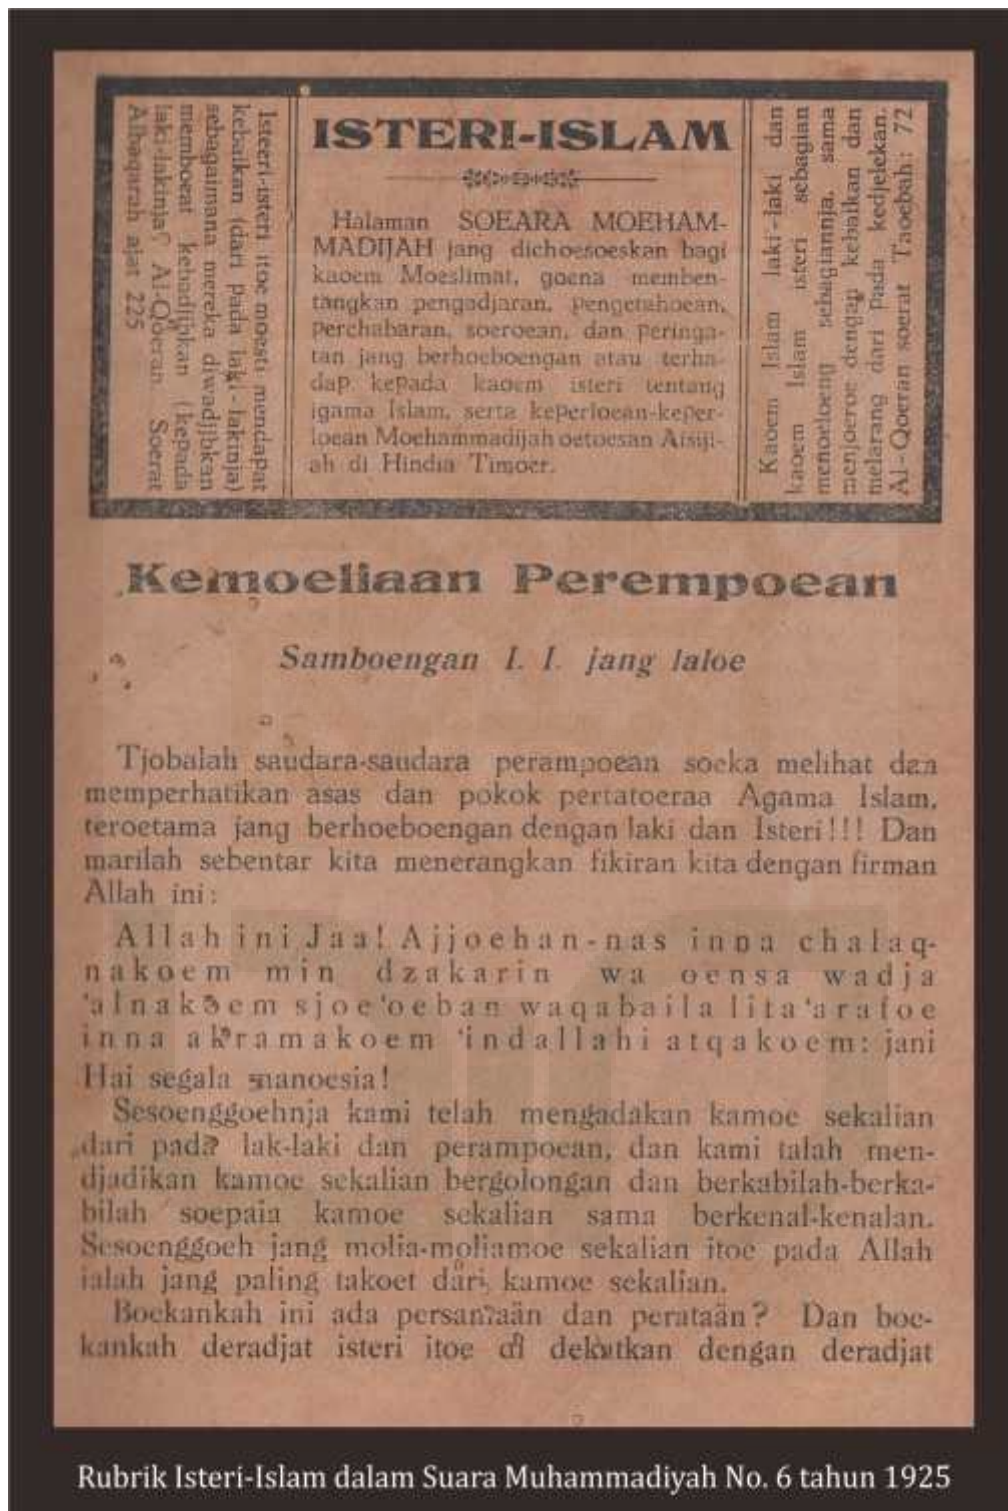 Isteeri-isteri itoe moesti mendapat
kebaikan (dari pada laki-lakinja)
sebagaimana mereka diwadjibkan
memboeat kebadjikan (kepada
laki-lakinja". Al-Qoeran. Soerat
Albaqarah ajat 225
ISTERI-ISLAM
Halaman SOEARA MOEHAM-
MADIJAH jang dichoesoeskan bagi
kaoem Moeslimat, goena memben-
tangkan pengadjaran, pengetahoean,
perchabaran, soeroean, dan peringa-
tan jang berhoeboengan atau terha-
dap kepada kaoem isteri tentang
igama Islam, serta keperloean-keper-
loean Moehammadijah oetoesan Aisiji-
ah di Hindia Timoer.
Kaoem Islam laki-laki dan
kaoem Islam isteri sebagian
menoeloeng sebagiannja, sama
menjoeroe dengan kebaikan dan
melarang dari pada kedjelekan.
Al-Qoeran soerat Taoebah: 72
Kemoeliaan Perempoean
Samboengan I. I. jang laloe
Tjobalah saudara-saudara perampoean soeka melihat dan
memperhatikan asas dan pokok pertatoeraa Agama Islam,
teroetama jang berhoeboengan dengan laki dan Isteri!!! Dan
marilah sebentar kita menerangkan fikiran kita dengan firman
Allah ini:
Allah ini Jaa! Ajjoehan-nas inna chalaq-
nakoem min dzakarin wa oensa wadja
'alnakoem sjoe'oeban waqabaila lita'arafoe
inna akramakoem 'indallahi atqakoem: jani
Hai segala manoesia!
Sesoenggoehnja kami telah mengadakan kamoe sekalian
dari pada lak-laki dan perampoean, dan kami talah men-
djadikan kamoe sekalian bergolongan dan berkabilah-berka-
bilah soepaia kamoe sekalian sama berkenal-kenalan.
Sesoenggoeh jang molia-moliamoe sekalian itoe pada Allah
ialah jang paling takoet dari kamoe sekalian.
Boekankah ini ada persamaän dan perataän? Dan boe-
kankah deradjat isteri itoe di dekatkan dengan deradjat
Rubrik Isteri-Islam dalam Suara Muhammadiyah No. 6 tahun 1925